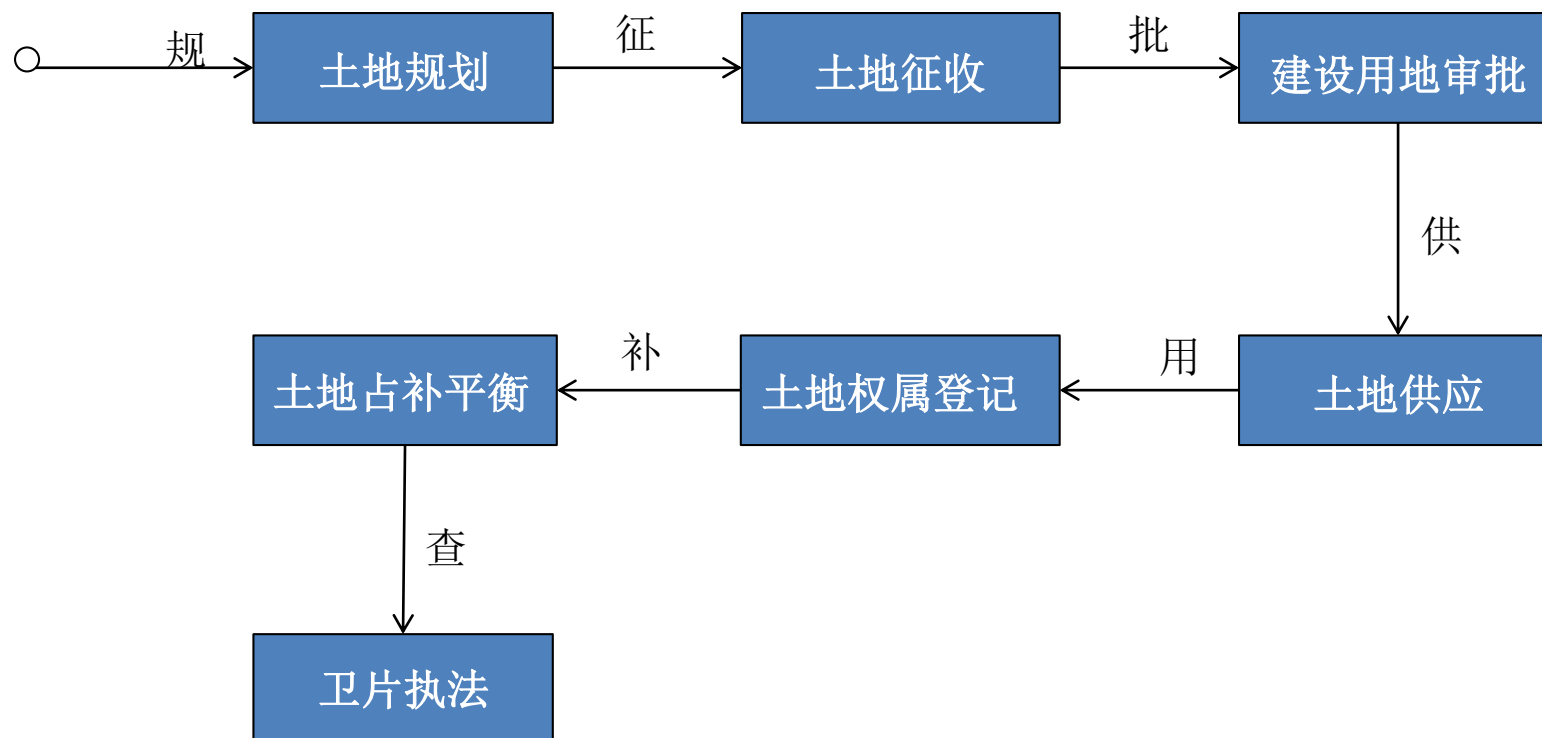 规
土地规划
征
土地征收
批
建设用地审批
供
土地供应
用
土地权属登记
补
土地占补平衡
查
卫片执法